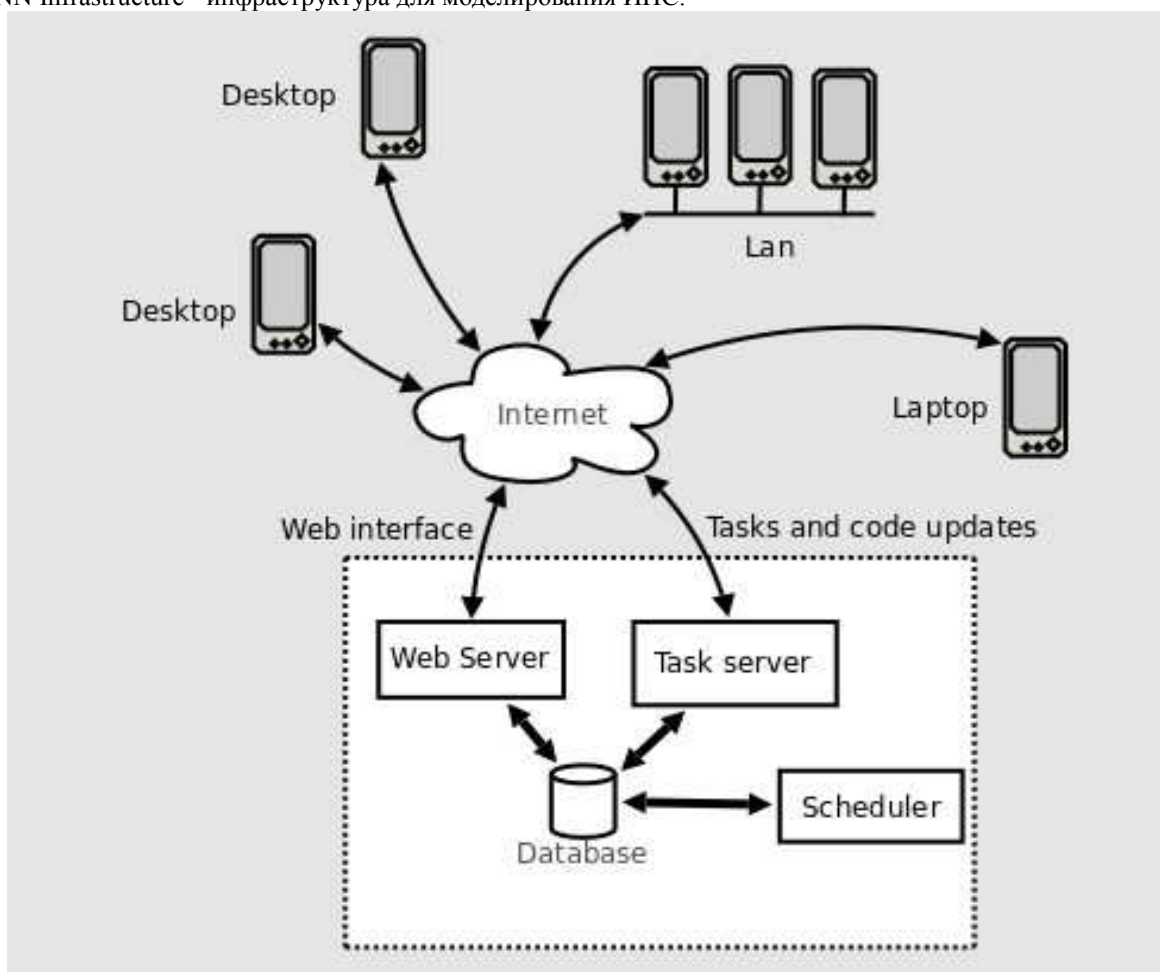 NN Infrastructure - инфраструктура для моделирования ИНС.
Desktop
Lan
Desktop
Laptop
Internet
Web interface
Tasks and code updates
Web Server
Task server
Scheduler
Database